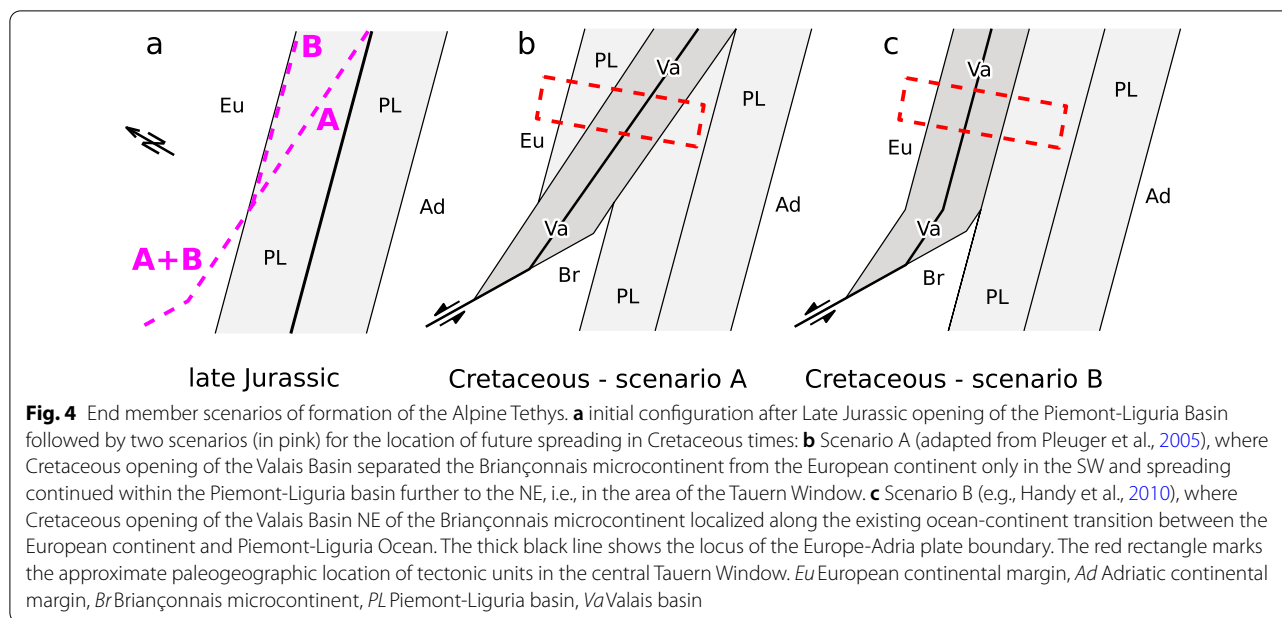 a
b
c
B
A
A+B
Eu
PL
PL
Ad
PL
Va
PL
Eu
Va
Br
PL
Ad
Va
PL
Eu
Va
Br
PL
Ad
late Jurassic
Cretaceous - scenario A
Cretaceous - scenario B
Fig. 4 End member scenarios of formation of the Alpine Tethys. a initial configuration after Late Jurassic opening of the Piemont-Liguria Basin
followed by two scenarios (in pink) for the location of future spreading in Cretaceous times: b Scenario A (adapted from Pleuger et al., 2005), where
Cretaceous opening of the Valais Basin separated the Briançonnais microcontinent from the European continent only in the SW and spreading
continued within the Piemont-Liguria basin further to the NE, i.e., in the area of the Tauern Window. c Scenario B (e.g., Handy et al., 2010), where
Cretaceous opening of the Valais Basin NE of the Briançonnais microcontinent localized along the existing ocean-continent transition between the
European continent and Piemont-Liguria Ocean. The thick black line shows the locus of the Europe-Adria plate boundary. The red rectangle marks
the approximate paleogeographic location of tectonic units in the central Tauern Window. Eu European continental margin, Ad Adriatic continental
margin, Br Briançonnais microcontinent, PL Piemont-Liguria basin, Va Valais basin